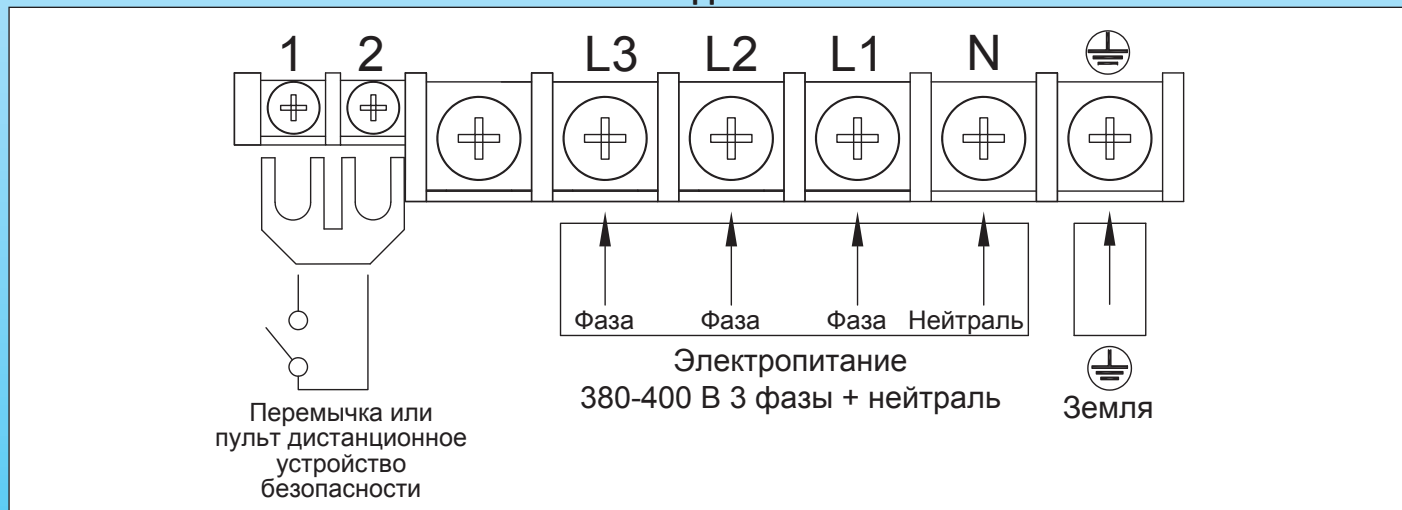 1 2 L3 L2 L1 N
Фаза Фаза Фаза Нейтраль
Электропитание
380-400 В 3 фазы + нейтраль
Земля
Перемычка или
пульт дистанционное
устройство
безопасности